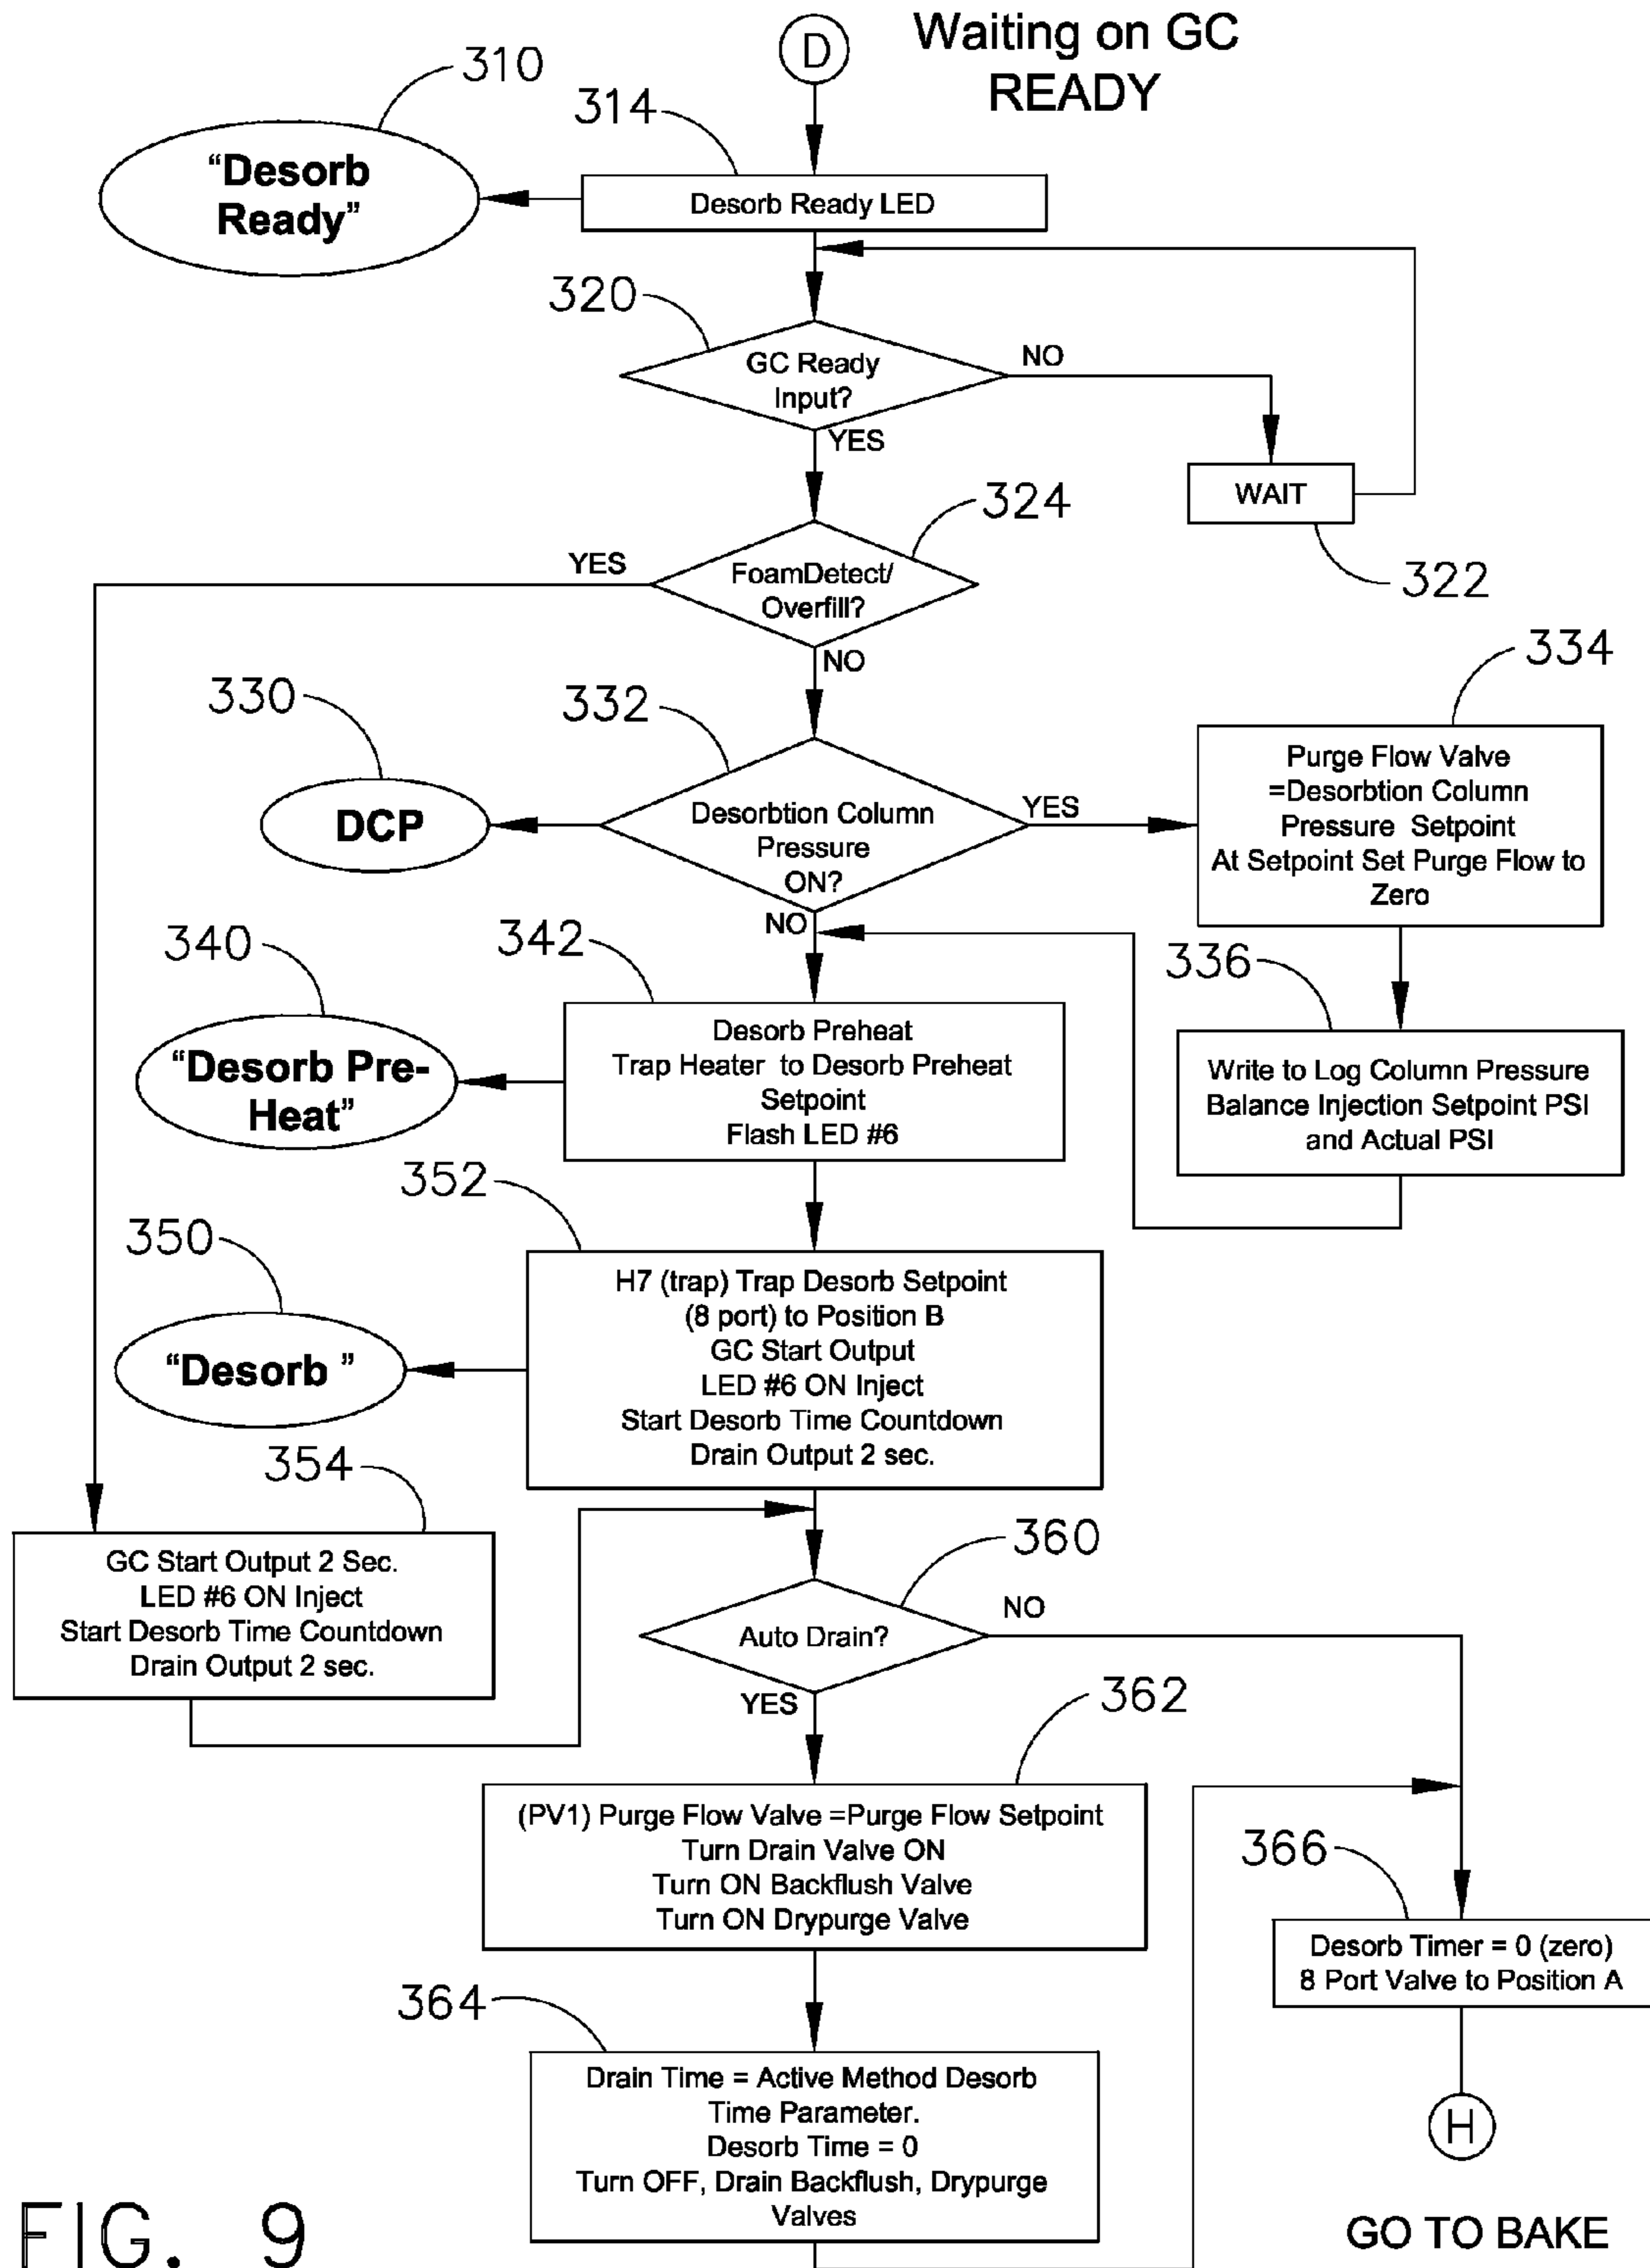 D
Waiting on GC
READY
310
314
“Desorb
Ready”
Desorb Ready LED
320
GC Ready
Input?
NO
YES
WAIT
322
324
YES
FoamDetect/
Overfill?
NO
330
332
334
DCP
Desorbtion Column
Pressure
ON?
YES
NO
Purge Flow Valve
=Desorbtion Column
Pressure Setpoint
At Setpoint Set Purge Flow to
Zero
336
Write to Log Column Pressure
Balance Injection Setpoint PSI
and Actual PSI
340
342
“Desorb Pre-
Heat”
Desorb Preheat
Trap Heater to Desorb Preheat
Setpoint
Flash LED #6
350
352
“Desorb ”
H7 (trap) Trap Desorb Setpoint
(8 port) to Position B
GC Start Output
LED #6 ON Inject
Start Desorb Time Countdown
Drain Output 2 sec.
354
GC Start Output 2 Sec.
LED #6 ON Inject
Start Desorb Time Countdown
Drain Output 2 sec.
360
Auto Drain?
NO
YES
362
(PV1) Purge Flow Valve =Purge Flow Setpoint
Turn Drain Valve ON
Turn ON Backflush Valve
Turn ON Drypurge Valve
364
Drain Time = Active Method Desorb
Time Parameter.
Desorb Time = 0
Turn OFF, Drain Backflush, Drypurge
Valves
366
Desorb Timer = 0 (zero)
8 Port Valve to Position A
H
GO TO BAKE
FIG. 9